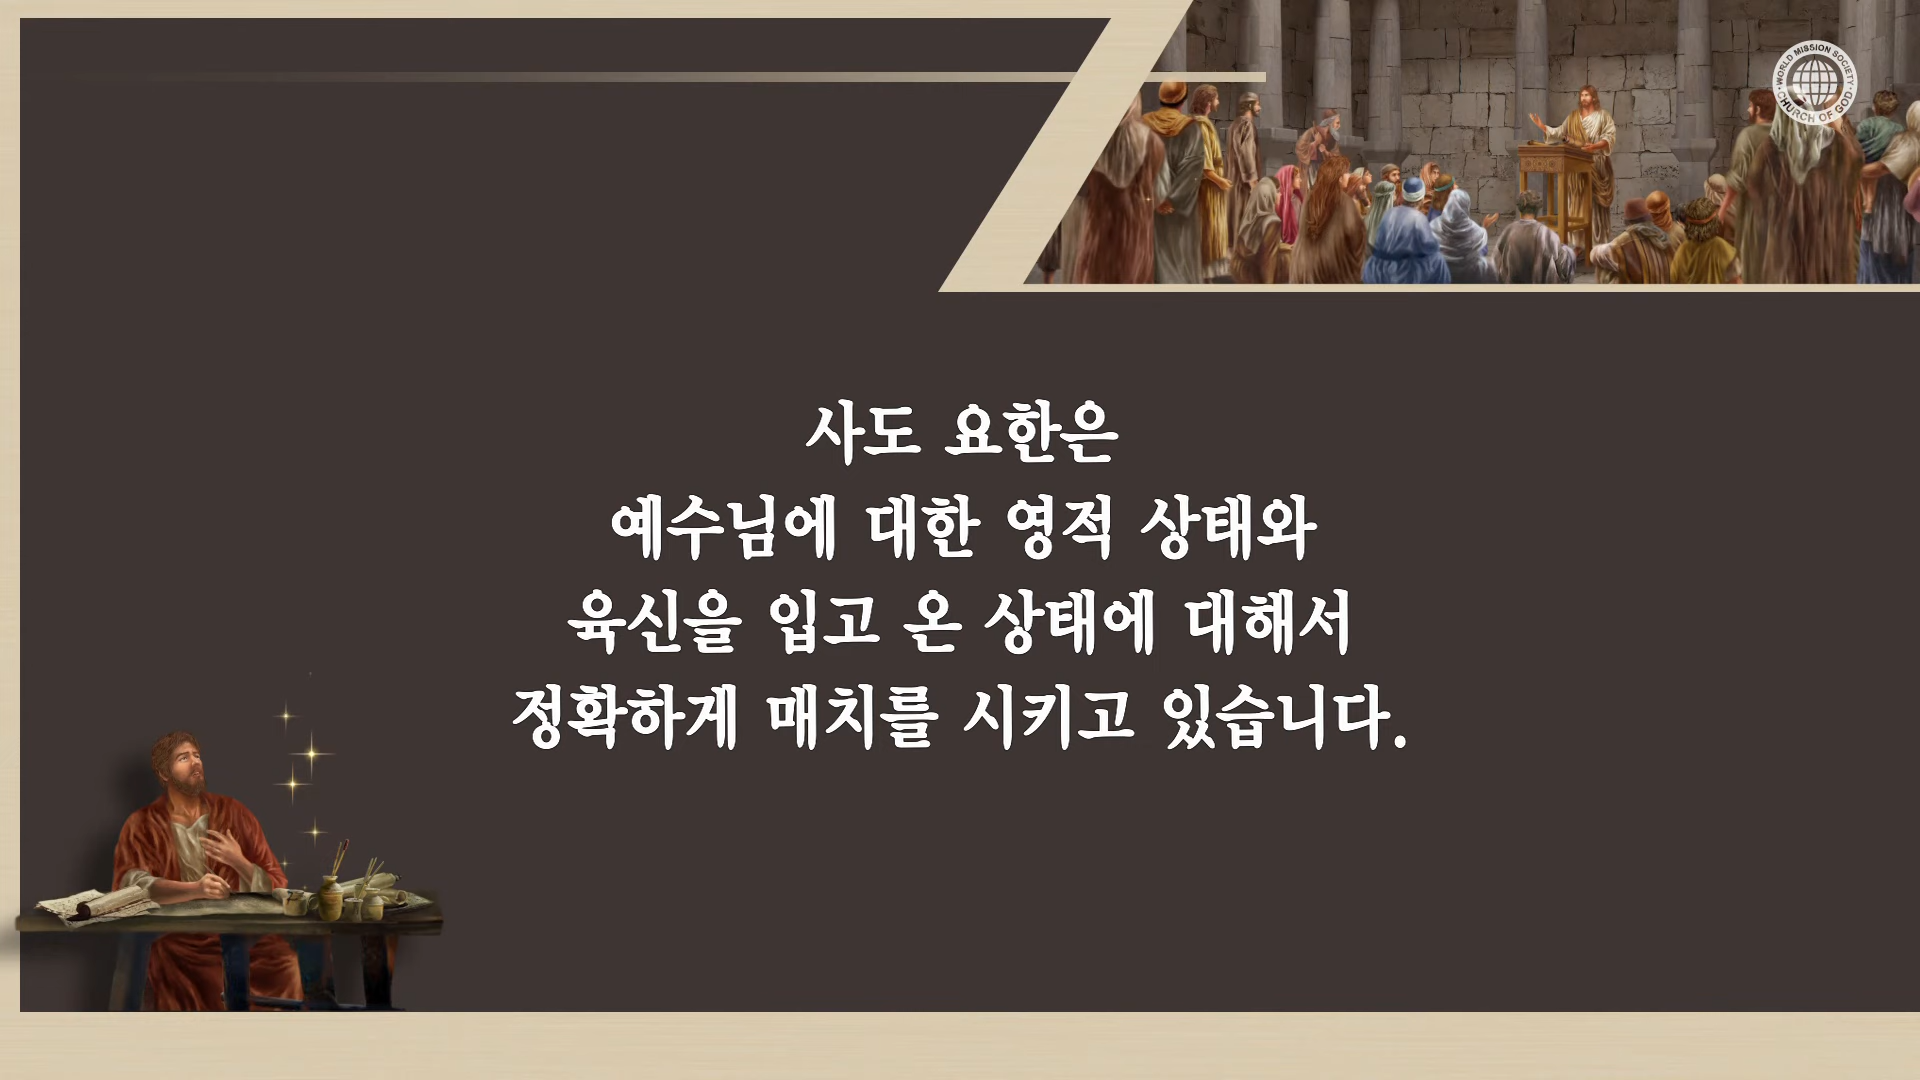 WORLD MISSION SOCIETY
CHURCH OF GOD
사도 요한은
예수님에 대한 영적 상태와
육신을 입고 온 상태에 대해서
정확하게 매치를 시키고 있습니다.